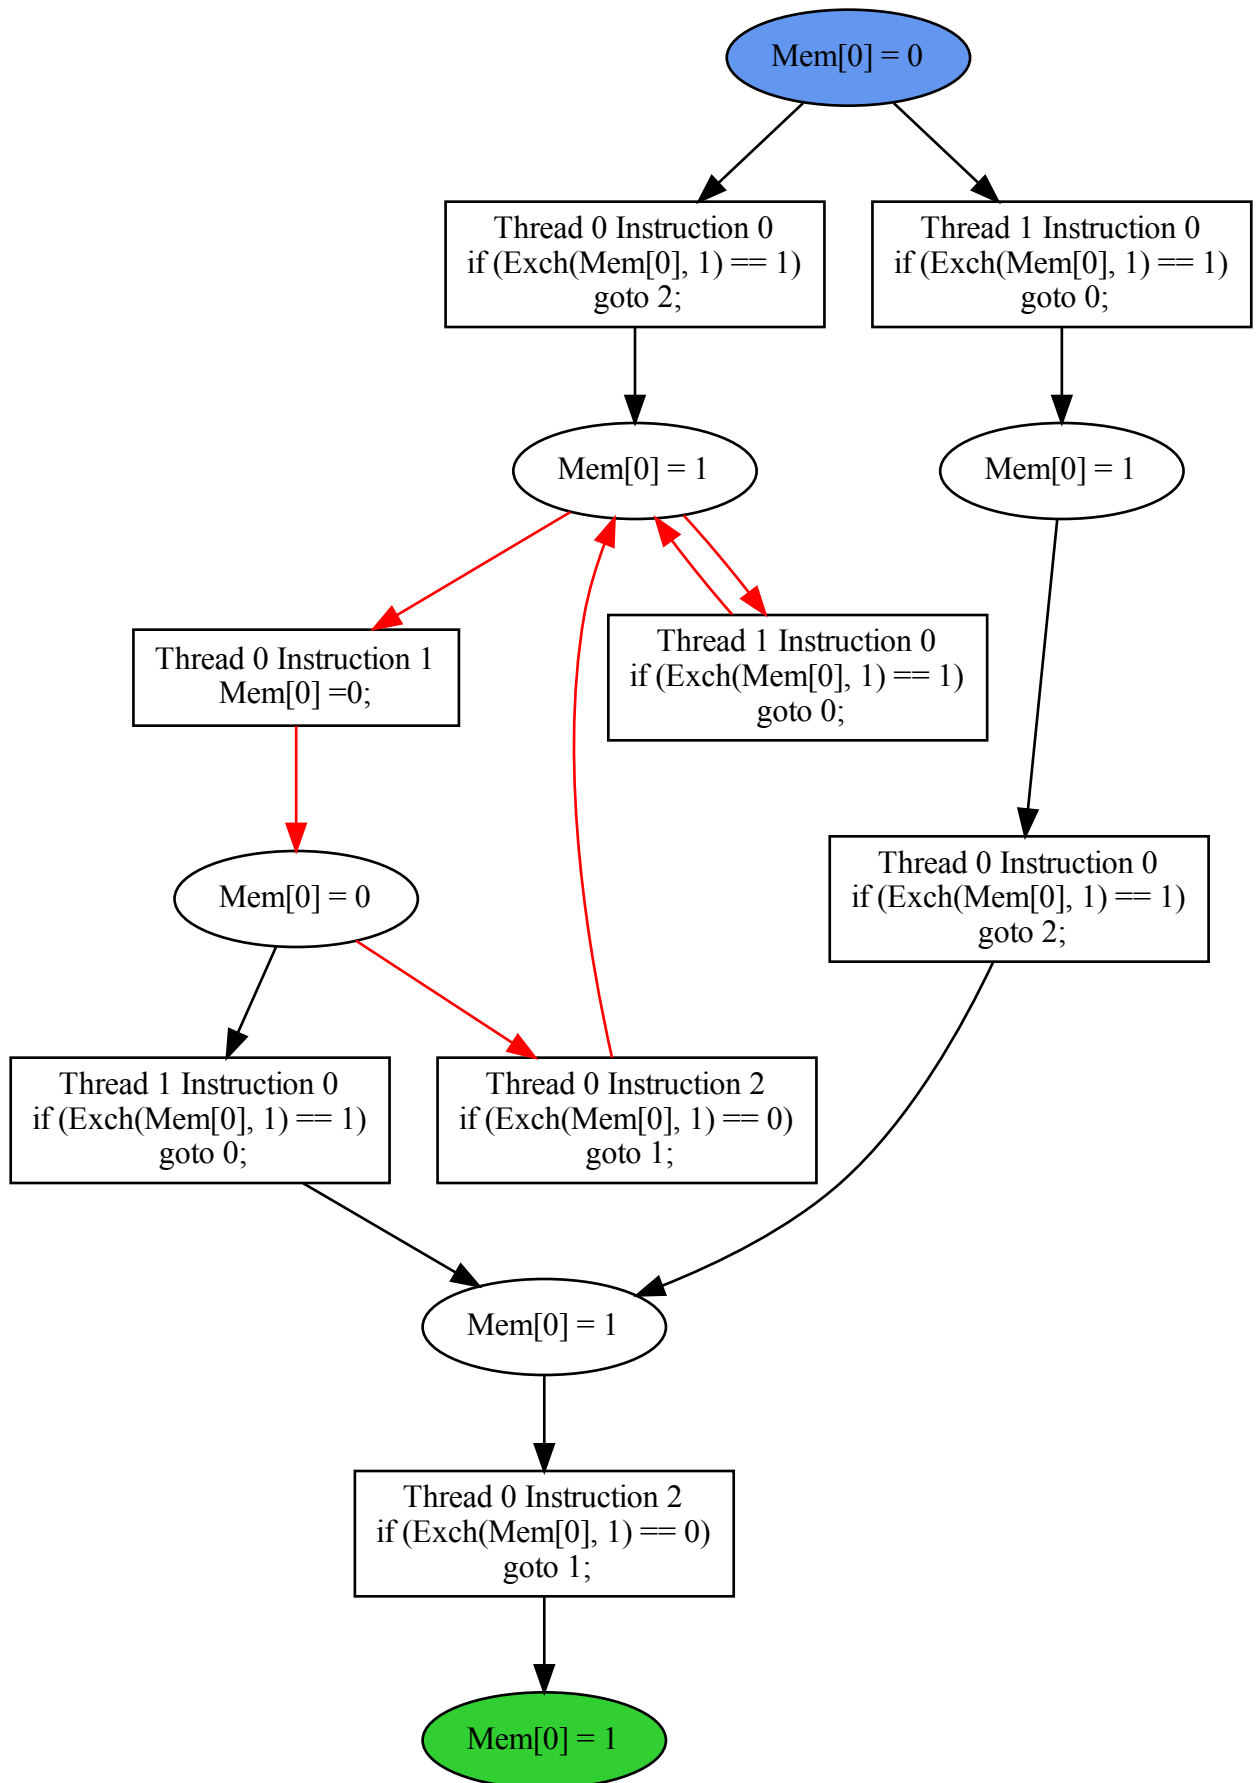 Mem[0] = 0
Thread 0 Instruction 0
if (Exch(Mem[0], 1) == 1)
goto 2;
Thread 1 Instruction 0
if (Exch(Mem[0], 1) == 1)
goto 0;
Mem[0] = 1
Mem[0] = 1
Thread 0 Instruction 1
Mem[0] =0;
Thread 1 Instruction 0
if (Exch(Mem[0], 1) == 1)
goto 0;
Mem[0] = 0
Thread 0 Instruction 0
if (Exch(Mem[0], 1) == 1)
goto 2;
Thread 1 Instruction 0
if (Exch(Mem[0], 1) == 1)
goto 0;
Thread 0 Instruction 2
if (Exch(Mem[0], 1) == 0)
goto 1;
Mem[0] = 1
Thread 0 Instruction 2
if (Exch(Mem[0], 1) == 0)
goto 1;
Mem[0] = 1